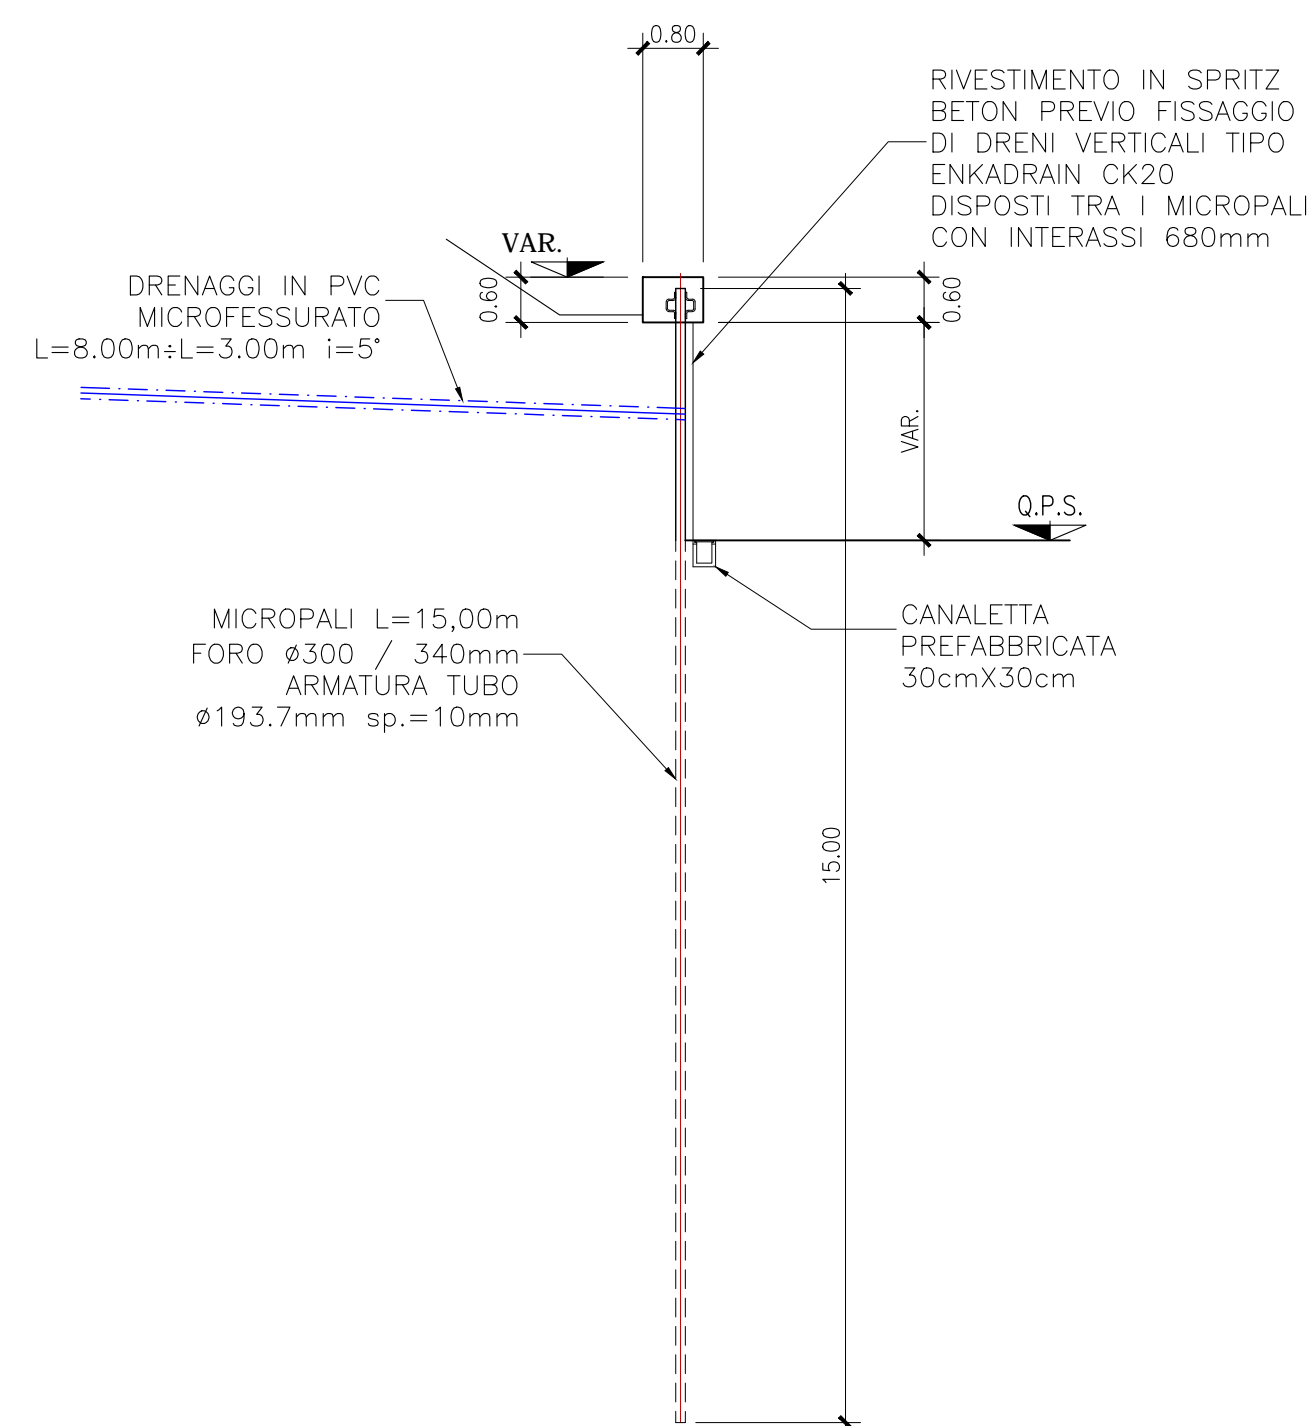 0.80
RIVESTIMENTO IN SPRITZ
BETON PREVIO FISSAGGIO
DI DRENI VERTICALI TIPO
ENKADRAIN CK20
DISPOSTI TRA I MICROPALI
CON INTERASSI 680mm
VAR.
DRENAGGI IN PVC
MICROFESSURATO
L=8.00m÷L=3.00m i=5°
0.60
0.60
VAR.
Q.P.S.
MICROPALI L=15,00m
FORO ø300 / 340mm
ARMATURA TUBO
ø193.7mm sp.=10mm
CANALETTA
PREFABBRICATA
30cmX30cm
15.00